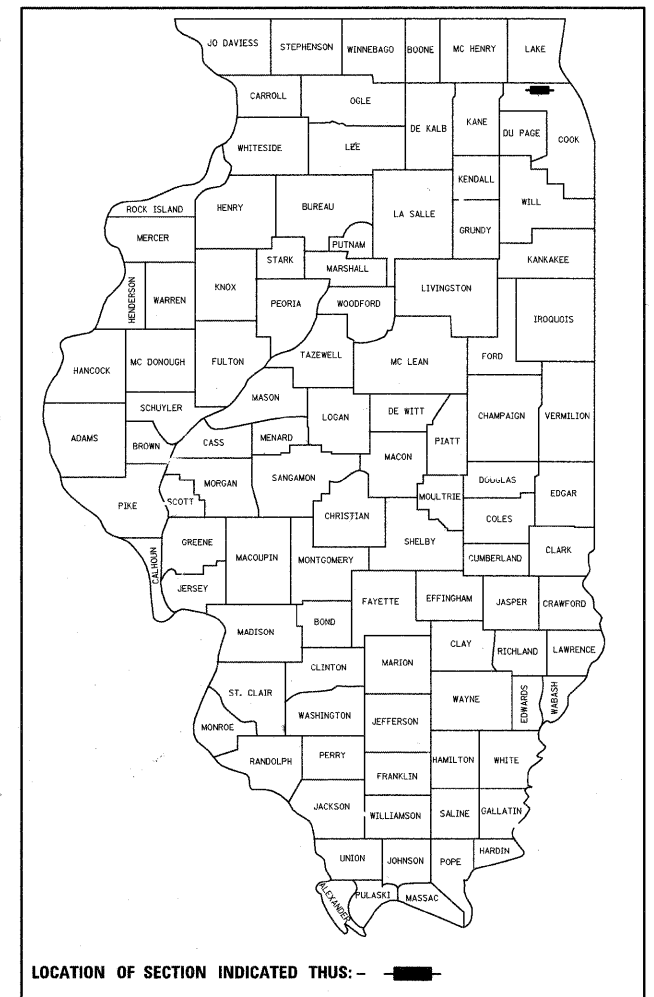 JO DAVIESS
STEPHENSON
WINNEBAGO
BOONE
MC HENRY
LAKE
CARROLL
OGLE
DE KALB
KANE
DU PAGE
COOK
WHITESIDE
LEE
KENDALL
WILL
ROCK ISLAND
HENRY
BUREAU
LA SALLE
GRUNDY
MERCER
PUTNAM
STARK
MARSHALL
KANKAKEE
HENDERSON
WARREN
KNOX
PEORIA
WOODFORD
LIVINGSTON
IROQUOIS
HANCOCK
MC DONOUGH
FULTON
TAZEWELL
MC LEAN
FORD
SCHUYLER
MASON
LOGAN
DE WITT
CHAMPAIGN
VERMILION
ADAMS
BROWN
CASS
MENARD
PIATT
MACON
MORGAN
SANGAMON
DOUGLAS
EDGAR
PIKE
SCOTT
CHRISTIAN
MOULTRIE
COLES
GREENE
MACOUPIN
MONTGOMERY
SHELBY
CUMBERLAND
CLARK
CALHOUN
JERSEY
FAYETTE
EFFINGHAM
JASPER
CRAWFORD
BOND
MADISON
CLAY
RICHLAND
LAWRENCE
MARION
CLINTON
ST. CLAIR
WAYNE
EDWARDS
WABASH
WASHINGTON
JEFFERSON
MONROE
RANDOLPH
PERRY
HAMILTON
WHITE
FRANKLIN
JACKSON
WILLIAMSON
SALINE
GALLATIN
UNION
JOHNSON
POPE
HARDIN
ALEXANDER
PULASKI
MASSAC
LOCATION OF SECTION INDICATED THUS: -